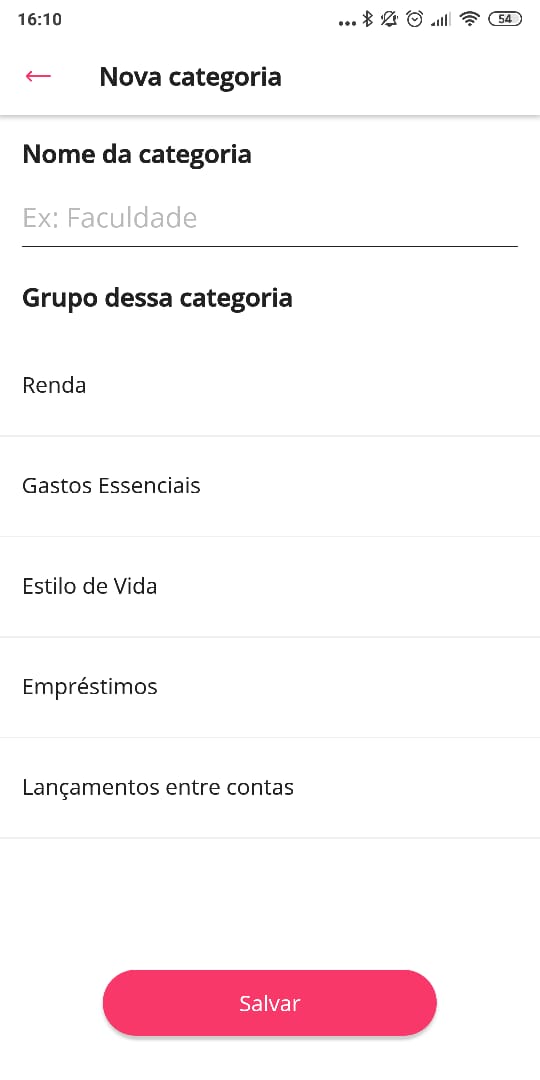 16:10
54
Nova categoria
Nome da categoria
Ex: Faculdade
Grupo dessa categoria
Renda
Gastos Essenciais
Estilo de Vida
Empréstimos
Lançamentos entre contas
Salvar